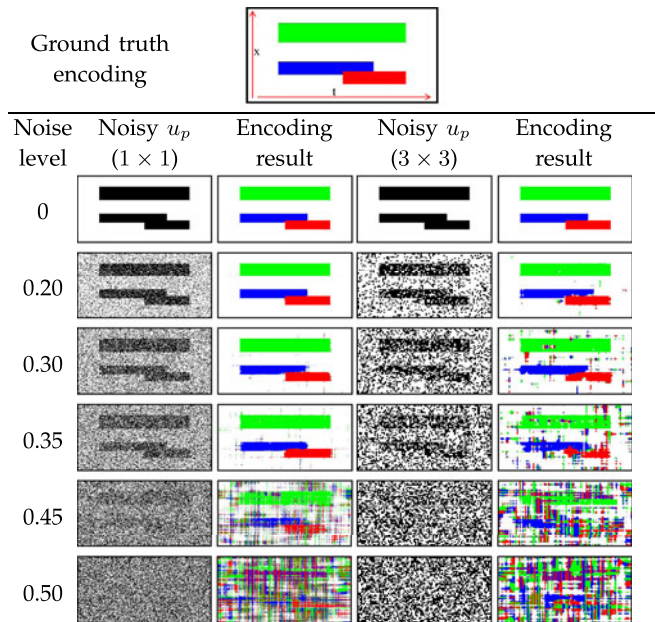 Ground truth
encoding
x
t
Noise level
Noisy u_p (1 × 1)
Encoding result
Noisy u_p (3 × 3)
Encoding result
0
0.20
0.30
0.35
0.45
0.50